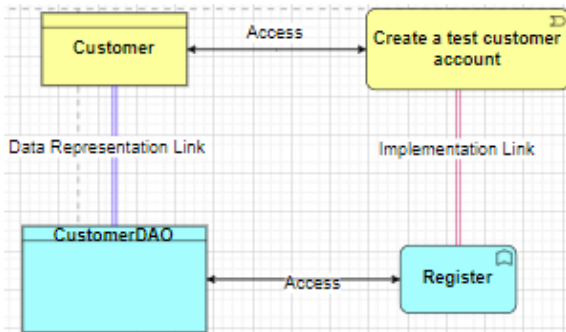 Customer
Access
Create a test customer
account
Data Representation Link
Implementation Link
CustomerDAO
Access
Register